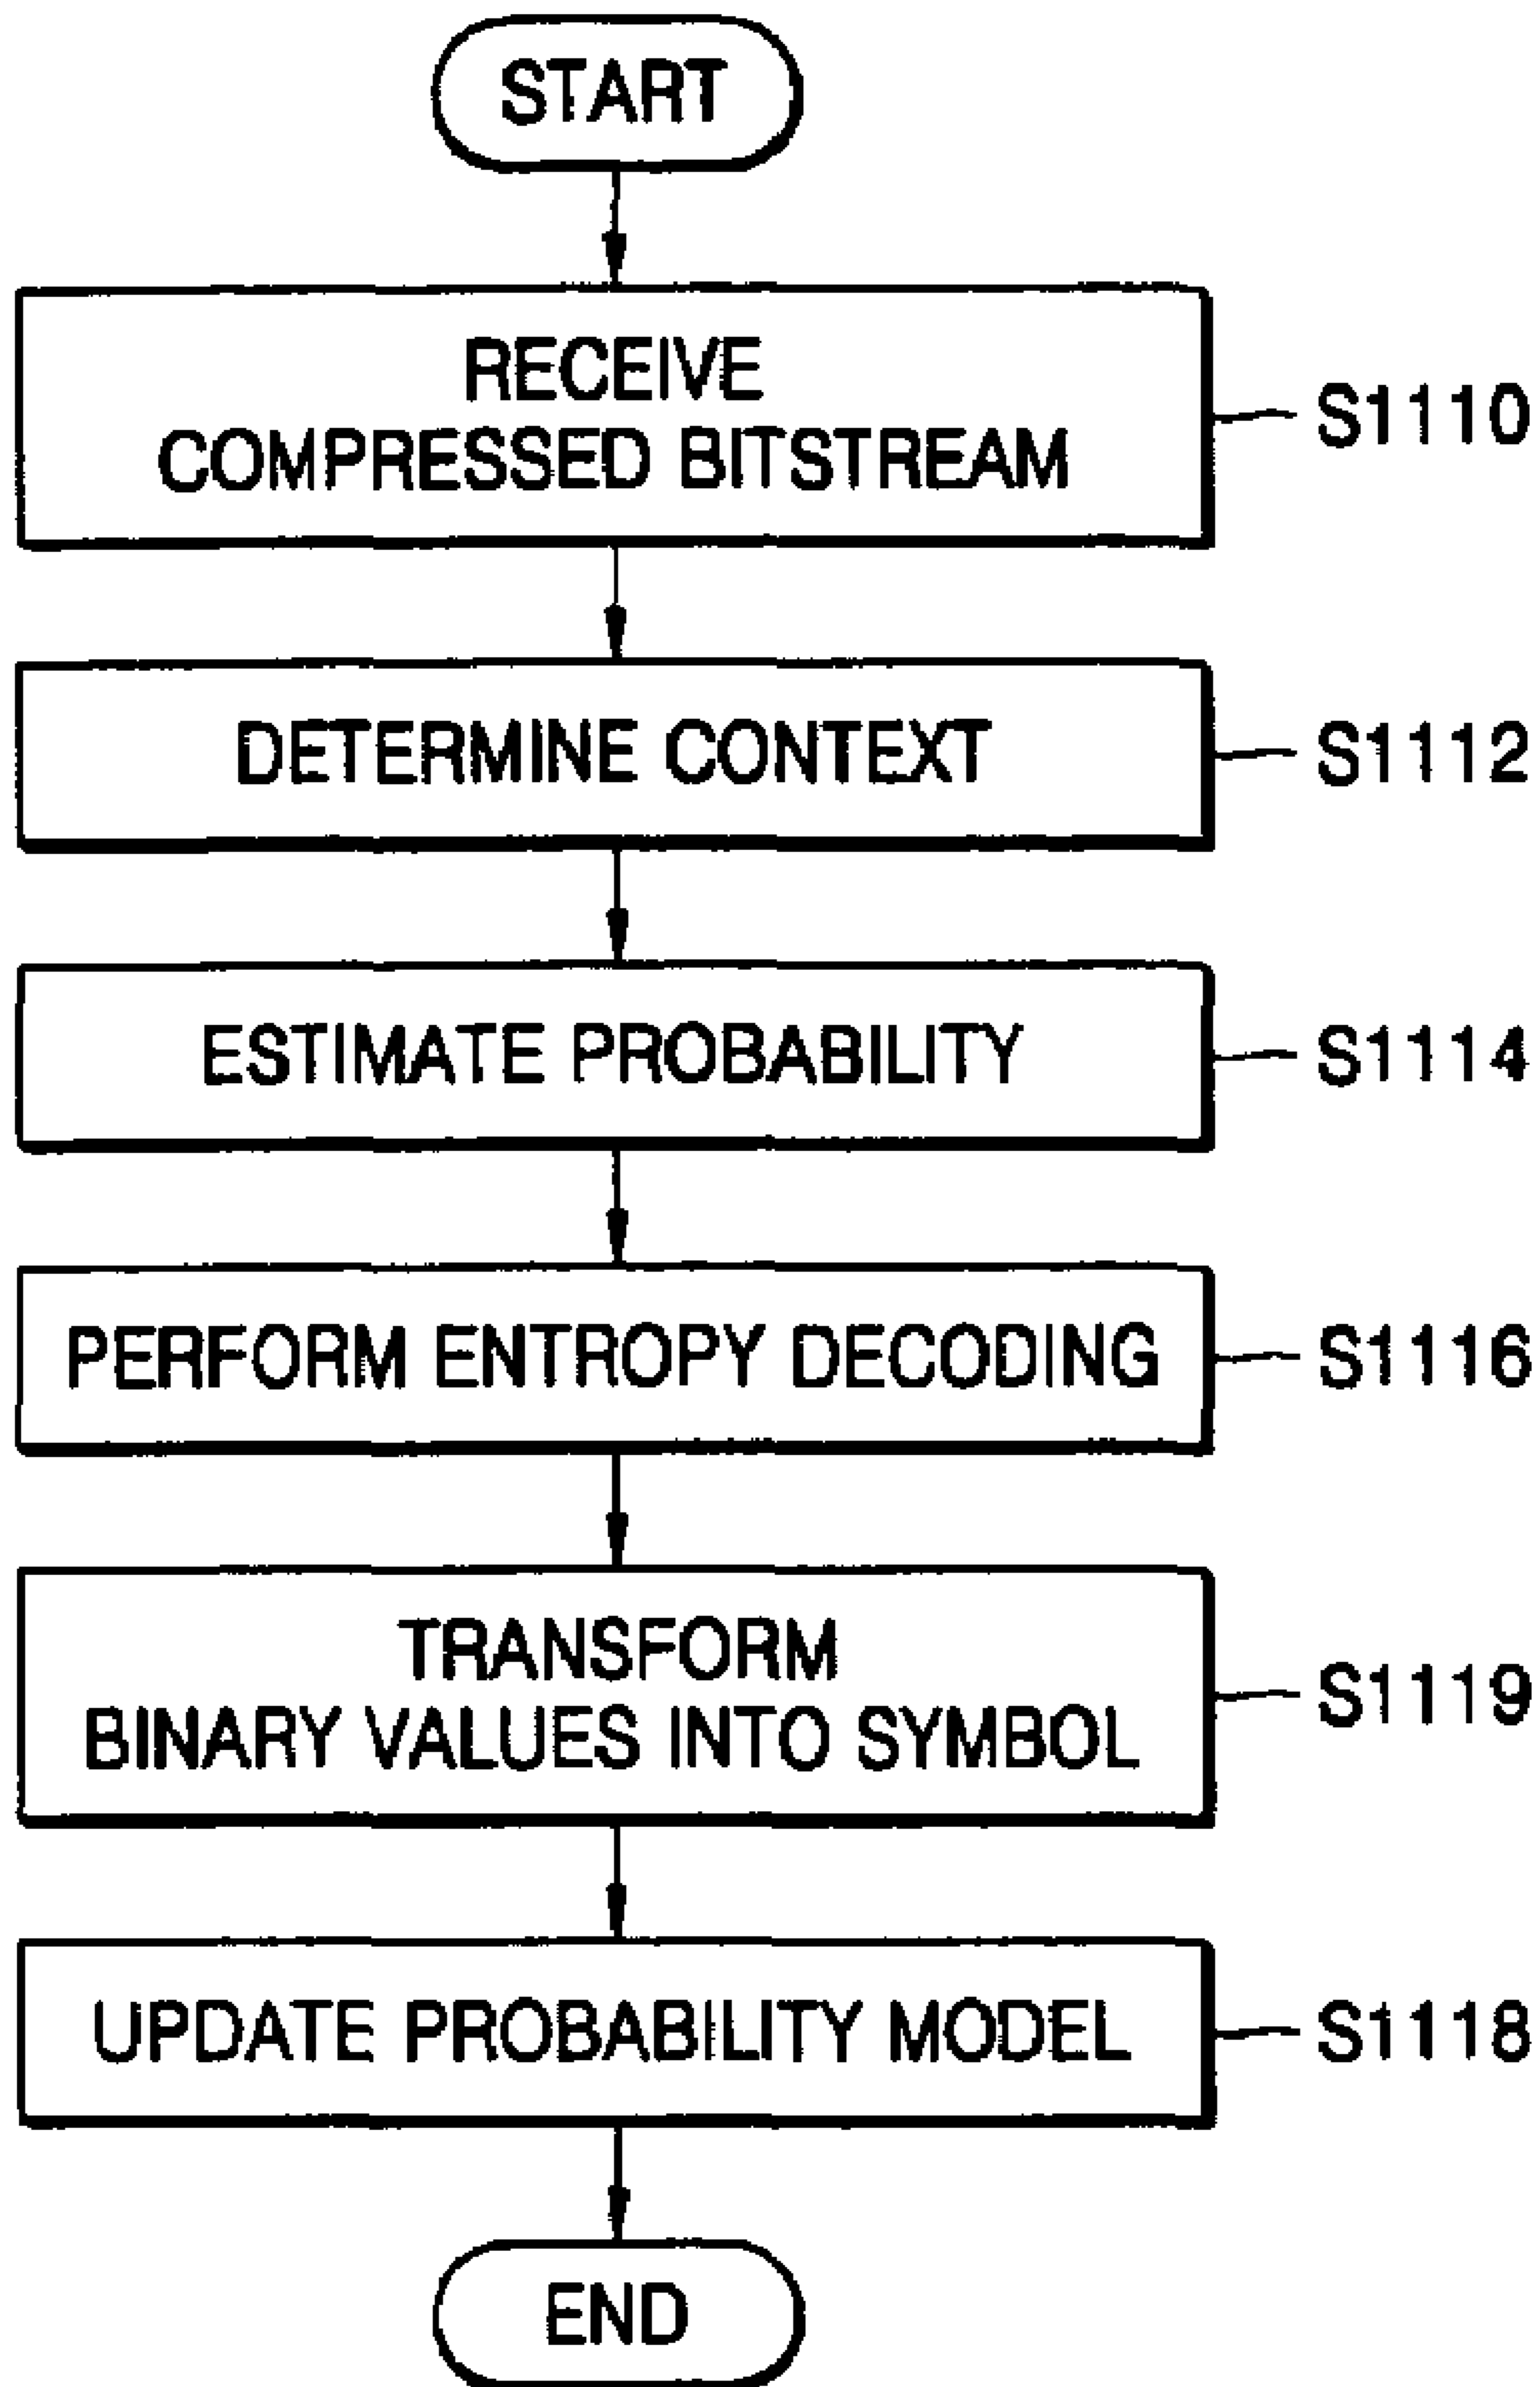 START
RECEIVE
COMPRESSED BITSTREAM
S1110
DETERMINE CONTEXT
S1112
ESTIMATE PROBABILITY
S1114
PERFORM ENTROPY DECODING
S1116
TRANSFORM
BINARY VALUES INTO SYMBOL
S1119
UPDATE PROBABILITY MODEL
S1118
END